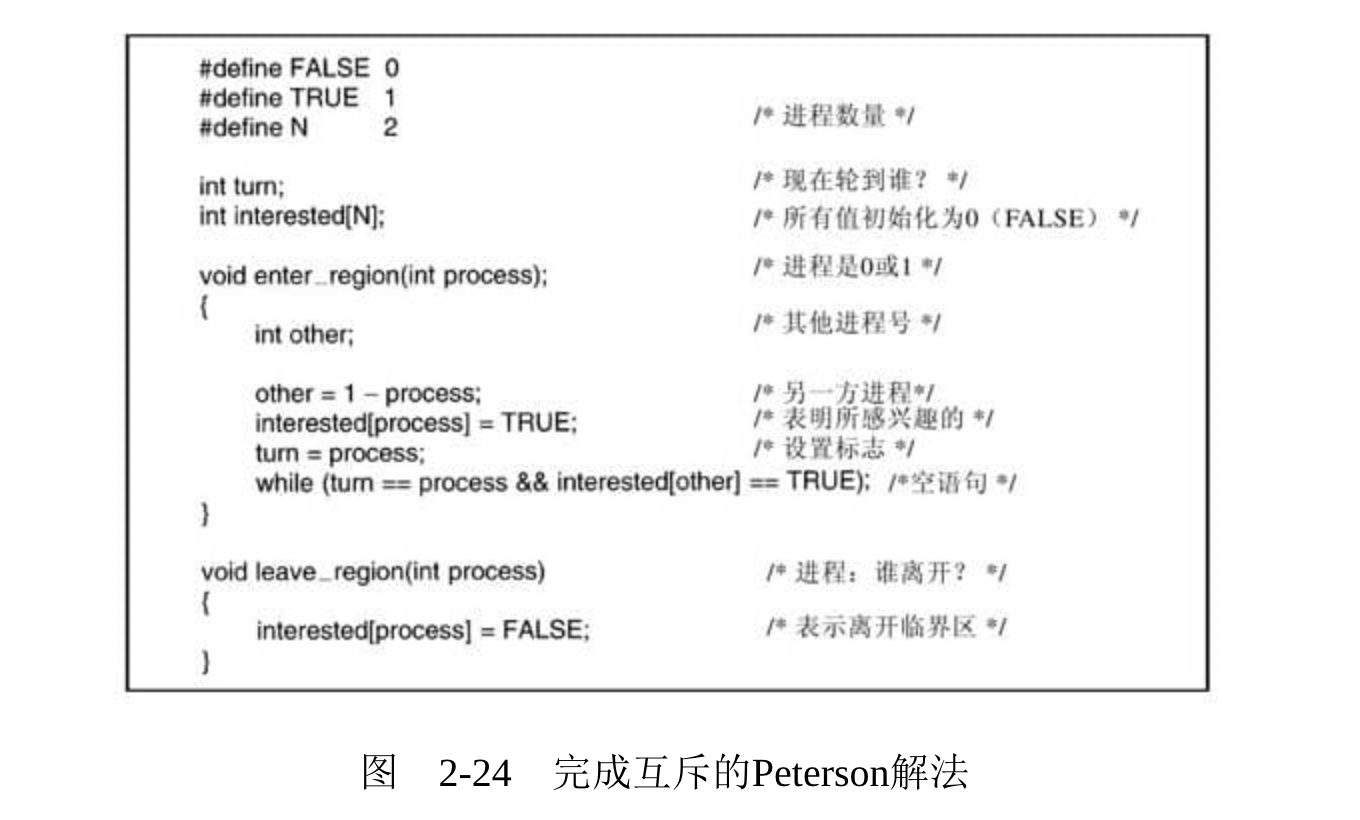 #define FALSE 0
#define TRUE 1
#define N 2 /* 进程数量 */
int turn; /* 现在轮到谁？ */
int interested[N]; /* 所有值初始化为0（FALSE） */
void enter_region(int process); /* 进程是0或1 */
{
int other; /* 其他进程号 */
other = 1 – process; /* 另一方进程*/
interested[process] = TRUE; /* 表明所感兴趣的 */
turn = process; /* 设置标志 */
while (turn == process && interested[other] == TRUE); /*空语句 */
}
void leave_region(int process) /* 进程：谁离开？ */
{
interested[process] = FALSE; /* 表示离开临界区 */
}
图 2-24 完成互斥的Peterson解法